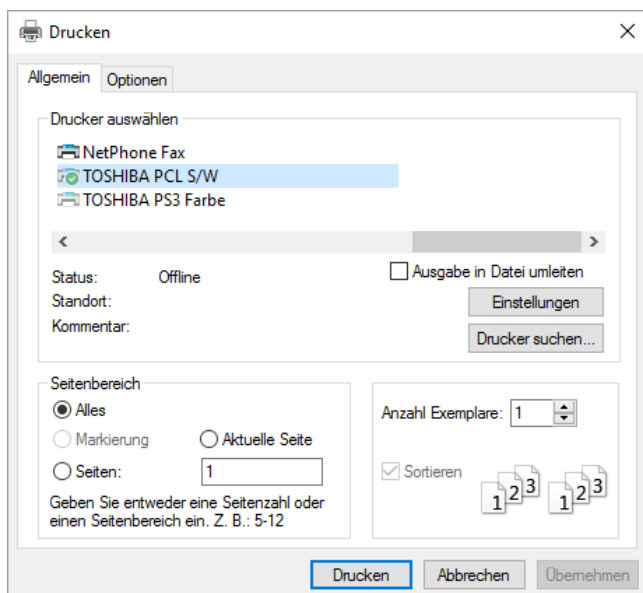 Drucken
Allgemein
Optionen
Drucker auswählen
NetPhone Fax
TOSHIBA PCL S/W
TOSHIBA PS3 Farbe
Status: Offline
Ausgabe in Datei umleiten
Standort:
Einstellungen
Kommentar:
Drucker suchen...
Seitenbereich
Alles
Markierung
Aktuelle Seite
Seiten: 1
Geben Sie entweder eine Seitenzahl oder
einen Seitenbereich ein. Z. B.: 5-12
Anzahl Exemplare: 1
Sortieren
1 2 3 1 2 3
Drucken
Abbrechen
Übernehmen